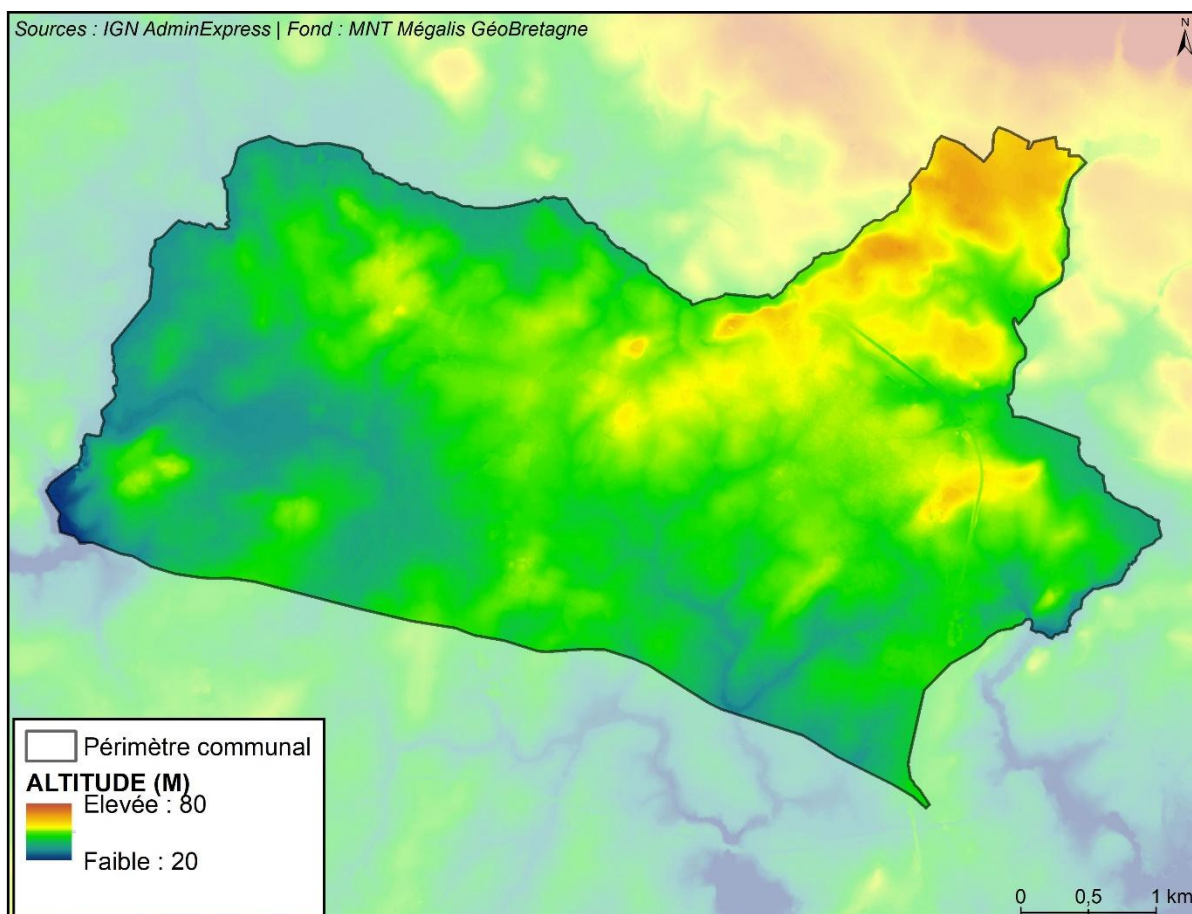 Sources : IGN AdminExpress | Fond : MNT Mégalis GéoBretagne
N
Périmètre communal
ALTITUDE (M)
Elevée : 80
Faible : 20
0 0,5 1 km